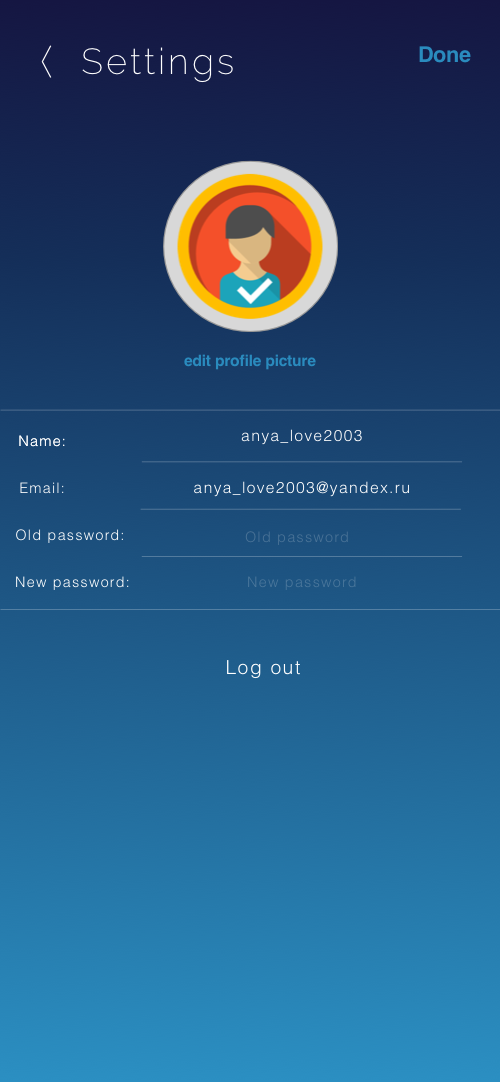 Settings
Done
edit profile picture
Name: anya_love2003
Email: anya_love2003@yandex.ru
Old password: Old password
New password: New password
Log out